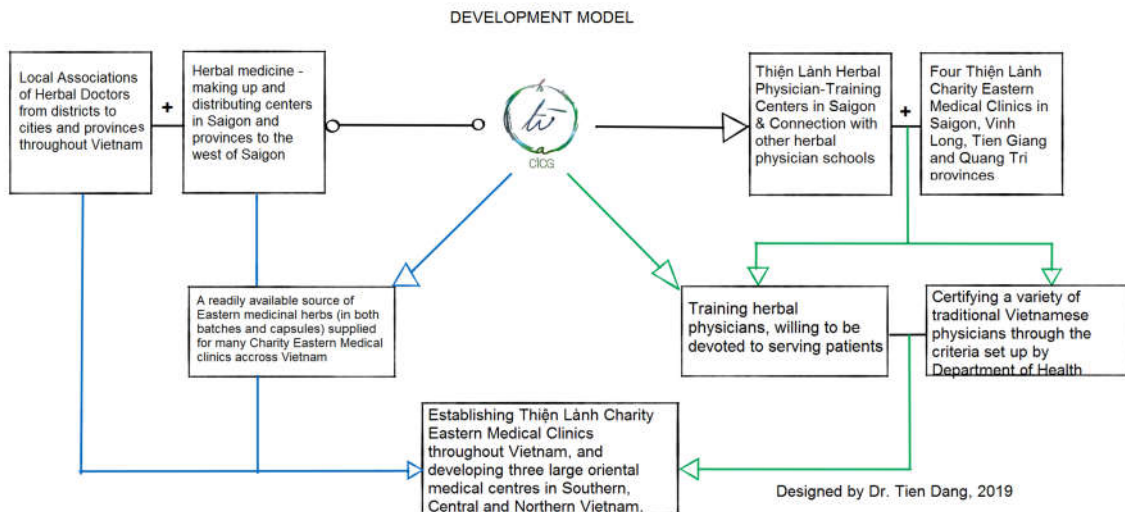 DEVELOPMENT MODEL
Local Associations
of Herbal Doctors
from districts to
cities and provinces
throughout Vietnam
+
Herbal medicine -
making up and
distributing centers
in Saigon and
provinces to the
west of Saigon
h
từ
a
CICG
Thiện Lành Herbal
Physician-Training
Centers in Saigon
& Connection with
other herbal
physician schools
+
Four Thiện Lành
Charity Eastern
Medical Clinics in
Saigon, Vinh
Long, Tien Giang
and Quang Tri
provinces
A readily available source of
Eastern medicinal herbs (in both
batches and capsules) supplied
for many Charity Eastern Medical
clinics accross Vietnam
Training herbal
physicians, willing to be
devoted to serving patients
Certifying a variety of
traditional Vietnamese
physicians through the
criteria set up by
Department of Health
Establishing Thiện Lành Charity
Eastern Medical Clinics
throughout Vietnam, and
developing three large oriental
medical centres in Southern,
Central and Northern Vietnam.
Designed by Dr. Tien Dang, 2019